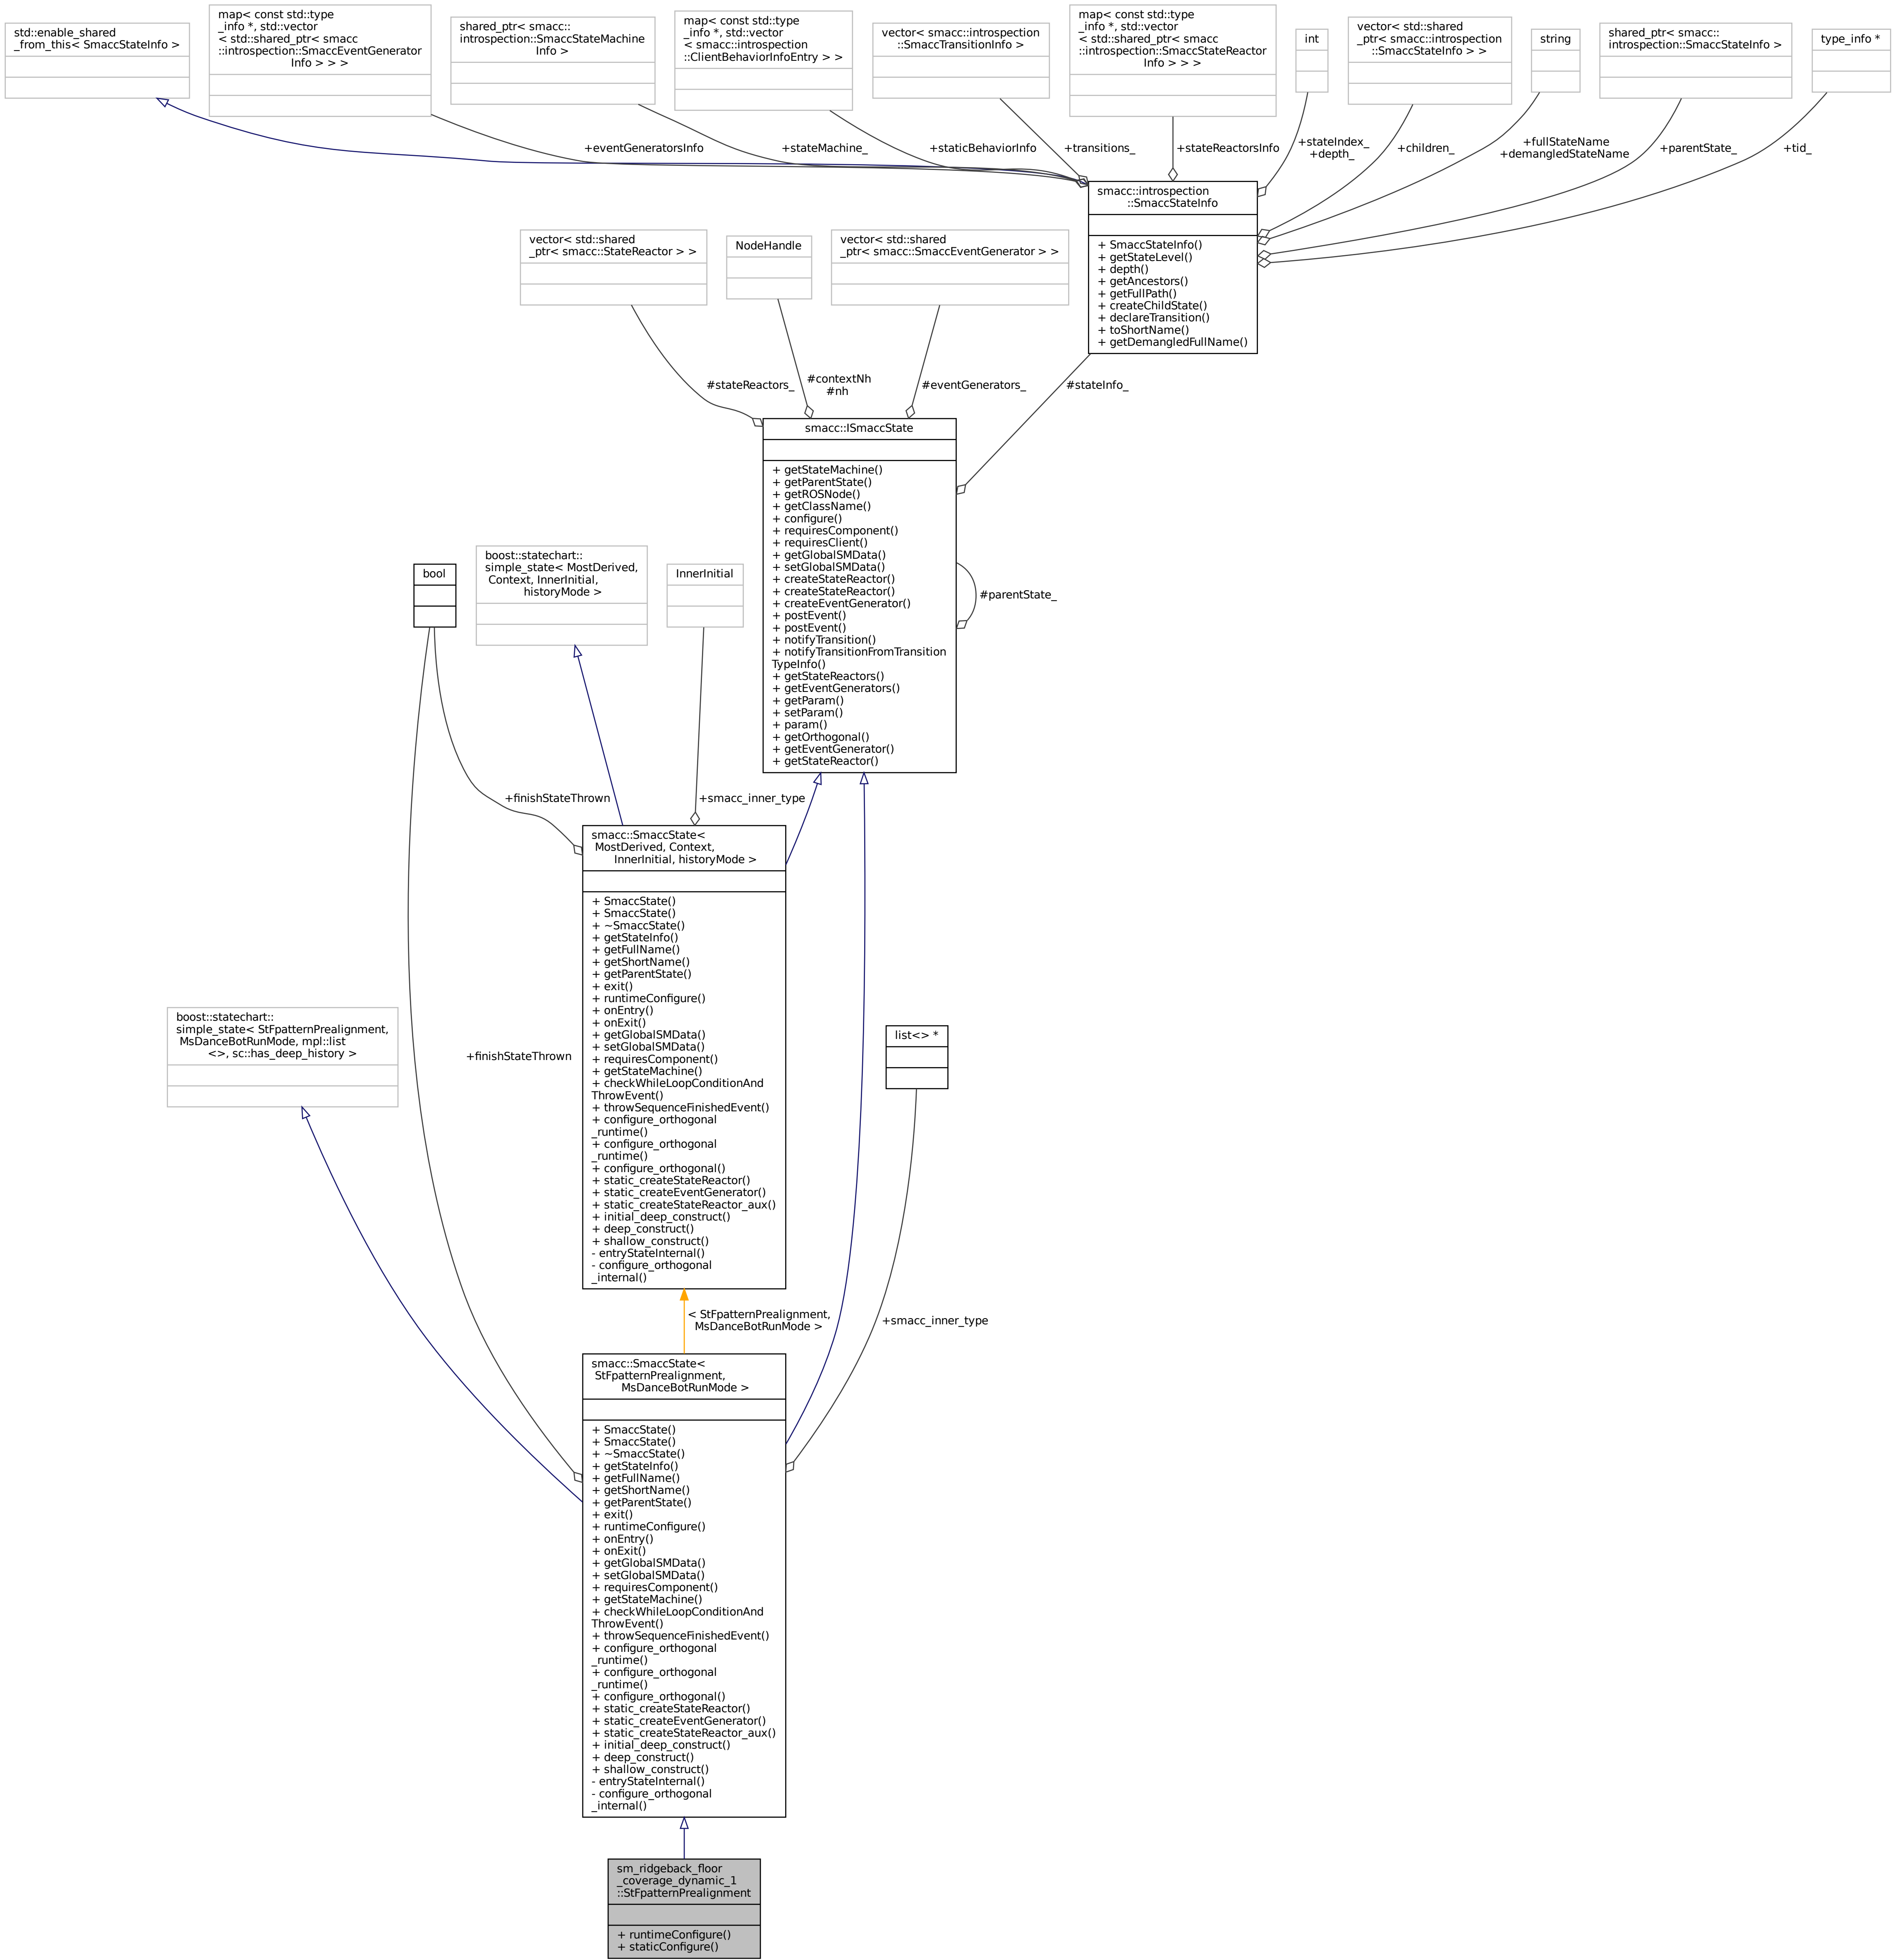 std::enable_shared
_from_this< SmaccStateInfo >
map< const std::type
_info *, std::vector
< std::shared_ptr< smacc
::introspection::SmaccEventGenerator
Info > > >
shared_ptr< smacc::
introspection::SmaccStateMachine
Info >
map< const std::type
_info *, std::vector
< smacc::introspection
::ClientBehaviorInfoEntry > >
vector< smacc::introspection
::SmaccTransitionInfo >
map< const std::type
_info *, std::vector
< std::shared_ptr< smacc
::introspection::SmaccStateReactor
Info > > >
int
vector< std::shared
_ptr< smacc::introspection
::SmaccStateInfo > >
string
shared_ptr< smacc::
introspection::SmaccStateInfo >
type_info *
+eventGeneratorsInfo
+stateMachine_
+staticBehaviorInfo
+transitions_
+stateReactorsInfo
+stateIndex_
+depth_
+children_
+fullStateName
+demangledStateName
+parentState_
+tid_
smacc::introspection
::SmaccStateInfo
+ SmaccStateInfo()
+ getStateLevel()
+ depth()
+ getAncestors()
+ getFullPath()
+ createChildState()
+ declareTransition()
+ toShortName()
+ getDemangledFullName()
vector< std::shared
_ptr< smacc::StateReactor > >
NodeHandle
vector< std::shared
_ptr< smacc::SmaccEventGenerator > >
#stateReactors_
#contextNh
#nh
#eventGenerators_
#stateInfo_
smacc::ISmaccState
+ getStateMachine()
+ getParentState()
+ getROSNode()
+ getClassName()
+ configure()
+ requiresComponent()
+ requiresClient()
+ getGlobalSMData()
+ setGlobalSMData()
+ createStateReactor()
+ createStateReactor()
+ createEventGenerator()
+ postEvent()
+ postEvent()
+ notifyTransition()
+ notifyTransitionFromTransition
TypeInfo()
+ getStateReactors()
+ getEventGenerators()
+ getParam()
+ setParam()
+ param()
+ getOrthogonal()
+ getEventGenerator()
+ getStateReactor()
#parentState_
bool
boost::statechart::
simple_state< MostDerived,
Context, InnerInitial,
historyMode >
InnerInitial
+finishStateThrown
+smacc_inner_type
smacc::SmaccState<
MostDerived, Context,
InnerInitial, historyMode >
+ SmaccState()
+ SmaccState()
+ ~SmaccState()
+ getStateInfo()
+ getFullName()
+ getShortName()
+ getParentState()
+ exit()
+ runtimeConfigure()
+ onEntry()
+ onExit()
+ getGlobalSMData()
+ setGlobalSMData()
+ requiresComponent()
+ getStateMachine()
+ checkWhileLoopConditionAnd
ThrowEvent()
+ throwSequenceFinishedEvent()
+ configure_orthogonal
_runtime()
+ configure_orthogonal
_runtime()
+ configure_orthogonal()
+ static_createStateReactor()
+ static_createEventGenerator()
+ static_createStateReactor_aux()
+ initial_deep_construct()
+ deep_construct()
+ shallow_construct()
- entryStateInternal()
- configure_orthogonal
_internal()
boost::statechart::
simple_state< StFpatternPrealignment,
MsDanceBotRunMode, mpl::list
<>, sc::has_deep_history >
+finishStateThrown
list<> *
< StFpatternPrealignment,
MsDanceBotRunMode >
+smacc_inner_type
smacc::SmaccState<
StFpatternPrealignment,
MsDanceBotRunMode >
+ SmaccState()
+ SmaccState()
+ ~SmaccState()
+ getStateInfo()
+ getFullName()
+ getShortName()
+ getParentState()
+ exit()
+ runtimeConfigure()
+ onEntry()
+ onExit()
+ getGlobalSMData()
+ setGlobalSMData()
+ requiresComponent()
+ getStateMachine()
+ checkWhileLoopConditionAnd
ThrowEvent()
+ throwSequenceFinishedEvent()
+ configure_orthogonal
_runtime()
+ configure_orthogonal
_runtime()
+ configure_orthogonal()
+ static_createStateReactor()
+ static_createEventGenerator()
+ static_createStateReactor_aux()
+ initial_deep_construct()
+ deep_construct()
+ shallow_construct()
- entryStateInternal()
- configure_orthogonal
_internal()
sm_ridgeback_floor
_coverage_dynamic_1
::StFpatternPrealignment
+ runtimeConfigure()
+ staticConfigure()